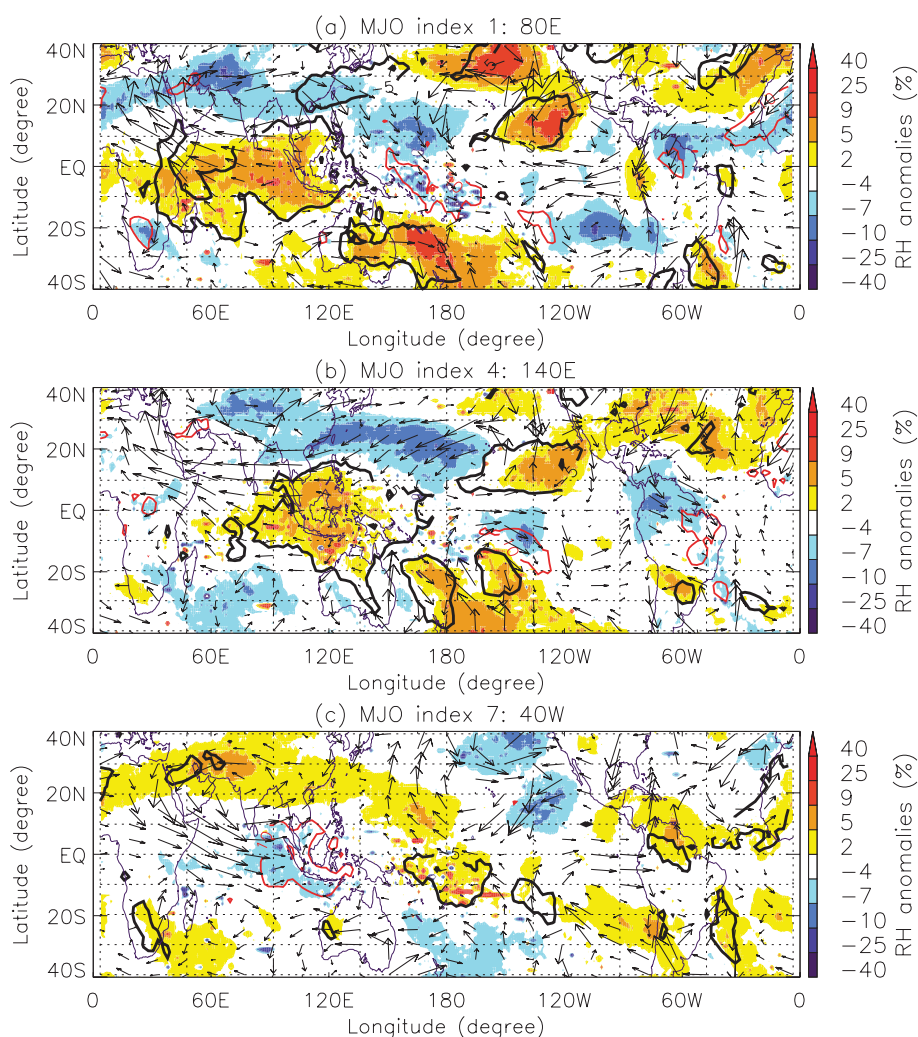 (a) MJO index 1: 80E
40N
20N
EQ
20S
40S
Latitude (degree)
0
60E
120E
180
120W
60W
0
Longitude (degree)
5
5
40
25
9
5
2
−4
−7
−10
−25
−40
RH anomalies (%)
(b) MJO index 4: 140E
40N
20N
EQ
20S
40S
Latitude (degree)
0
60E
120E
180
120W
60W
0
Longitude (degree)
40
25
9
5
2
−4
−7
−10
−25
−40
RH anomalies (%)
(c) MJO index 7: 40W
40N
20N
EQ
20S
40S
Latitude (degree)
0
60E
120E
180
120W
60W
0
Longitude (degree)
5
40
25
9
5
2
−4
−7
−10
−25
−40
RH anomalies (%)